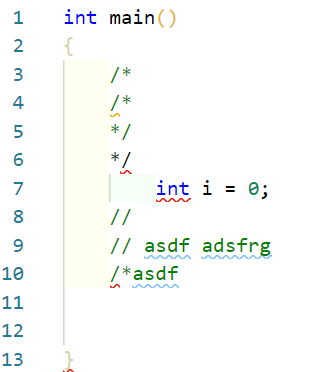 1 int main()
2 {
3 /*
4 /*
5 */
6 */
7 int i = 0;
8 //
9 // asdf adsfrg
10 /*asdf
11
12
13 }